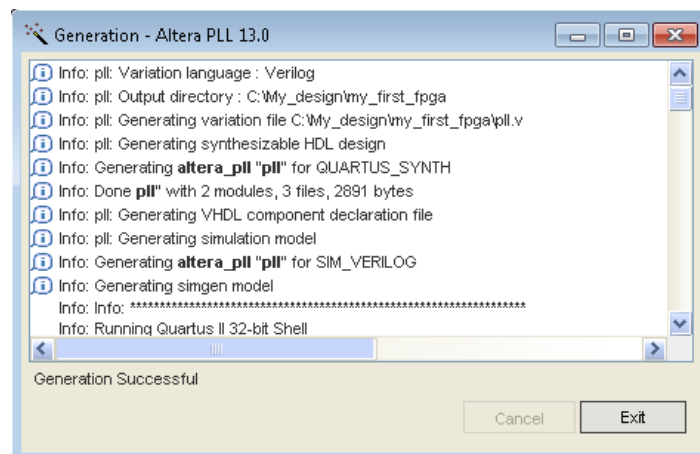 Generation - Altera PLL 13.0
Info: pll: Variation language : Verilog
Info: pll: Output directory : C:\My_design\my_first_fpga
Info: pll: Generating variation file C:\My_design\my_first_fpga\pll.v
Info: pll: Generating synthesizable HDL design
Info: Generating altera_pll "pll" for QUARTUS_SYNTH
Info: Done pll" with 2 modules, 3 files, 2891 bytes
Info: pll: Generating VHDL component declaration file
Info: pll: Generating simulation model
Info: Generating altera_pll "pll" for SIM_VERILOG
Info: Generating simgen model
Info: Info: *******************************************************************
Info: Running Quartus II 32-bit Shell
Generation Successful
Cancel
Exit